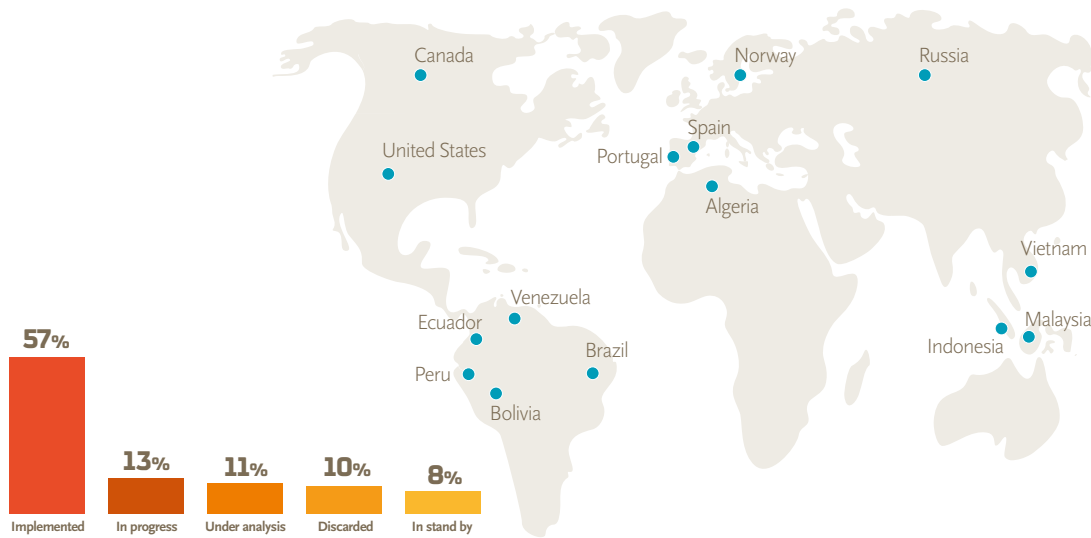 Canada
Norway
Russia
United States
Portugal
Spain
Algeria
Vietnam
Venezuela
Ecuador
Malaysia
Indonesia
Brazil
Peru
Bolivia
57%
13%
11%
10%
8%
Implemented
In progress
Under analysis
Discarded
In stand by